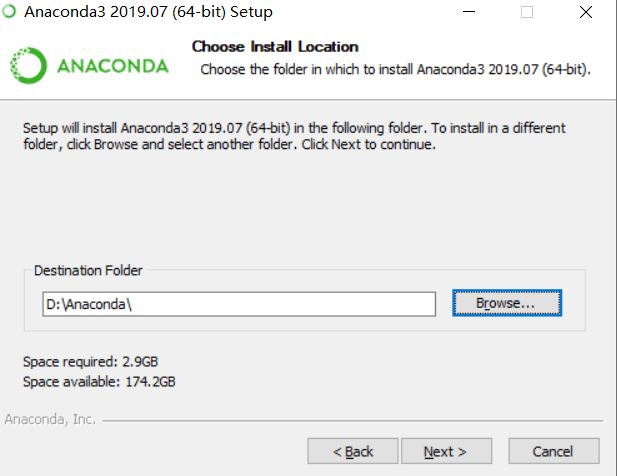 Anaconda3 2019.07 (64-bit) Setup
Choose Install Location
ANACONDA
Choose the folder in which to install Anaconda3 2019.07 (64-bit).
Setup will install Anaconda3 2019.07 (64-bit) in the following folder. To install in a different
folder, click Browse and select another folder. Click Next to continue.
Destination Folder
D:\Anaconda\
Browse...
Space required: 2.9GB
Space available: 174.2GB
Anaconda, Inc.
< Back
Next >
Cancel